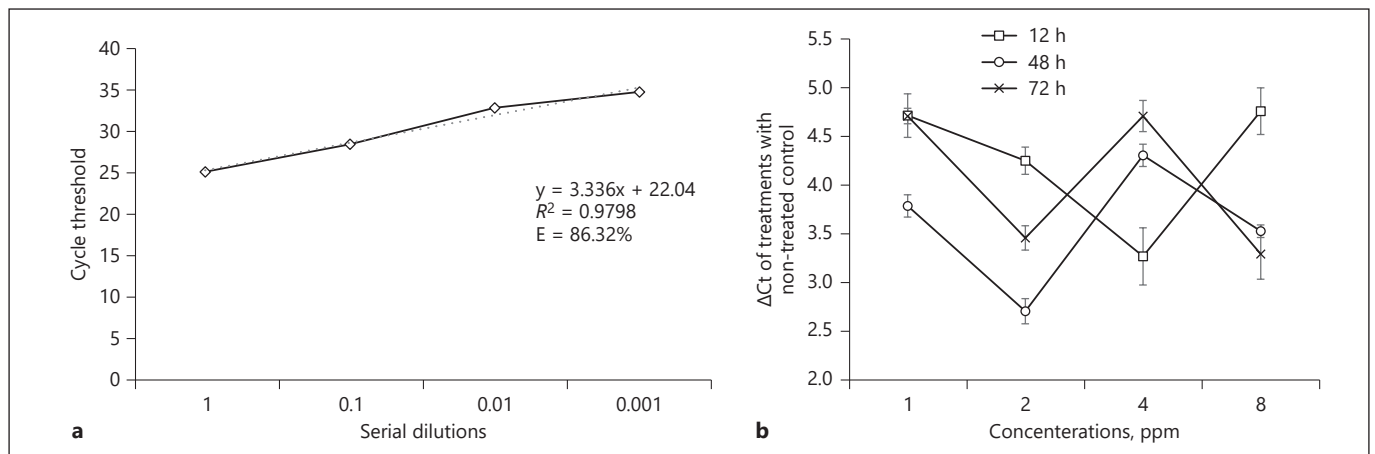 40
35
30
25
20
15
10
5
0
Cycle threshold
y = 3.336x + 22.04
R² = 0.9798
E = 86.32%
1 0.1 0.01 0.001
a Serial dilutions
5.5
5.0
4.5
4.0
3.5
3.0
2.5
2.0
ΔCt of treatments with
non-treated control
12 h
48 h
72 h
1 2 4 8
b Concenterations, ppm